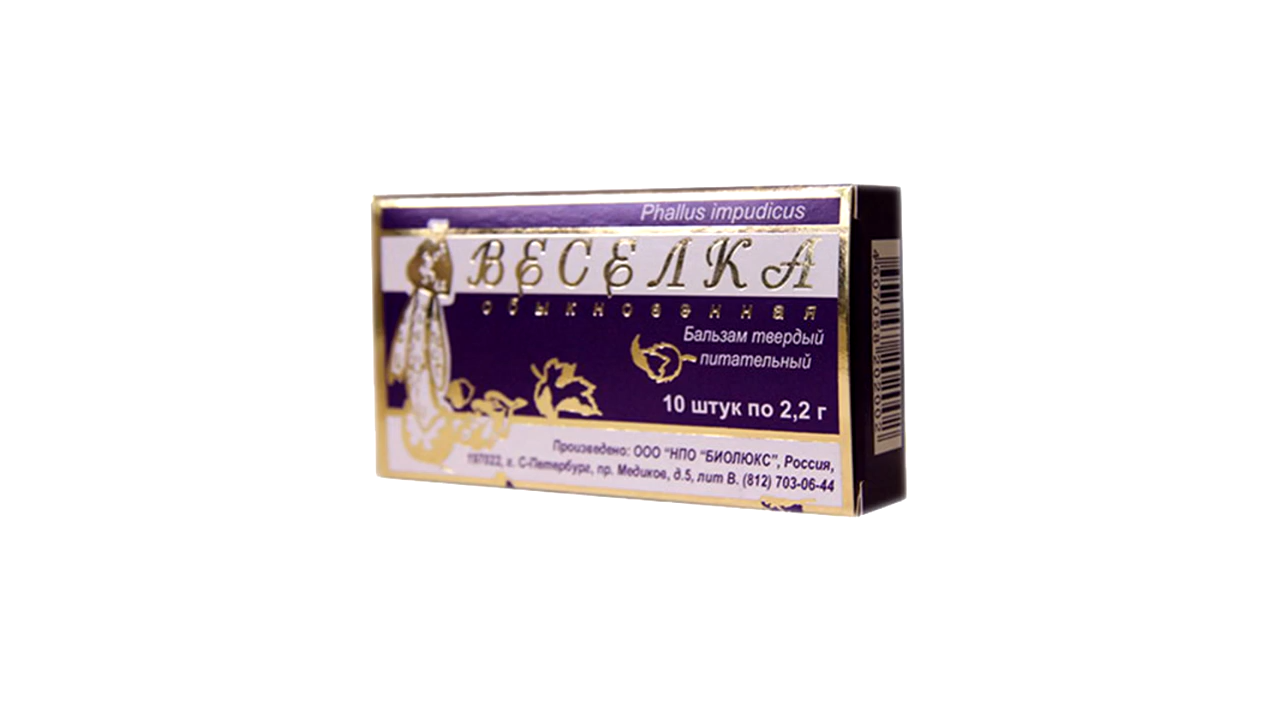 Phallus impudicus
ВЕСЕЛКА
обыкновенная
Бальзам твердый
питательный
10 штук по 2,2 г
Произведено: ООО "НПО "БИОЛЮКС", Россия,
197022, г. С-Петербург, пр. Медиков, д.5, лит В. (812) 703-06-44